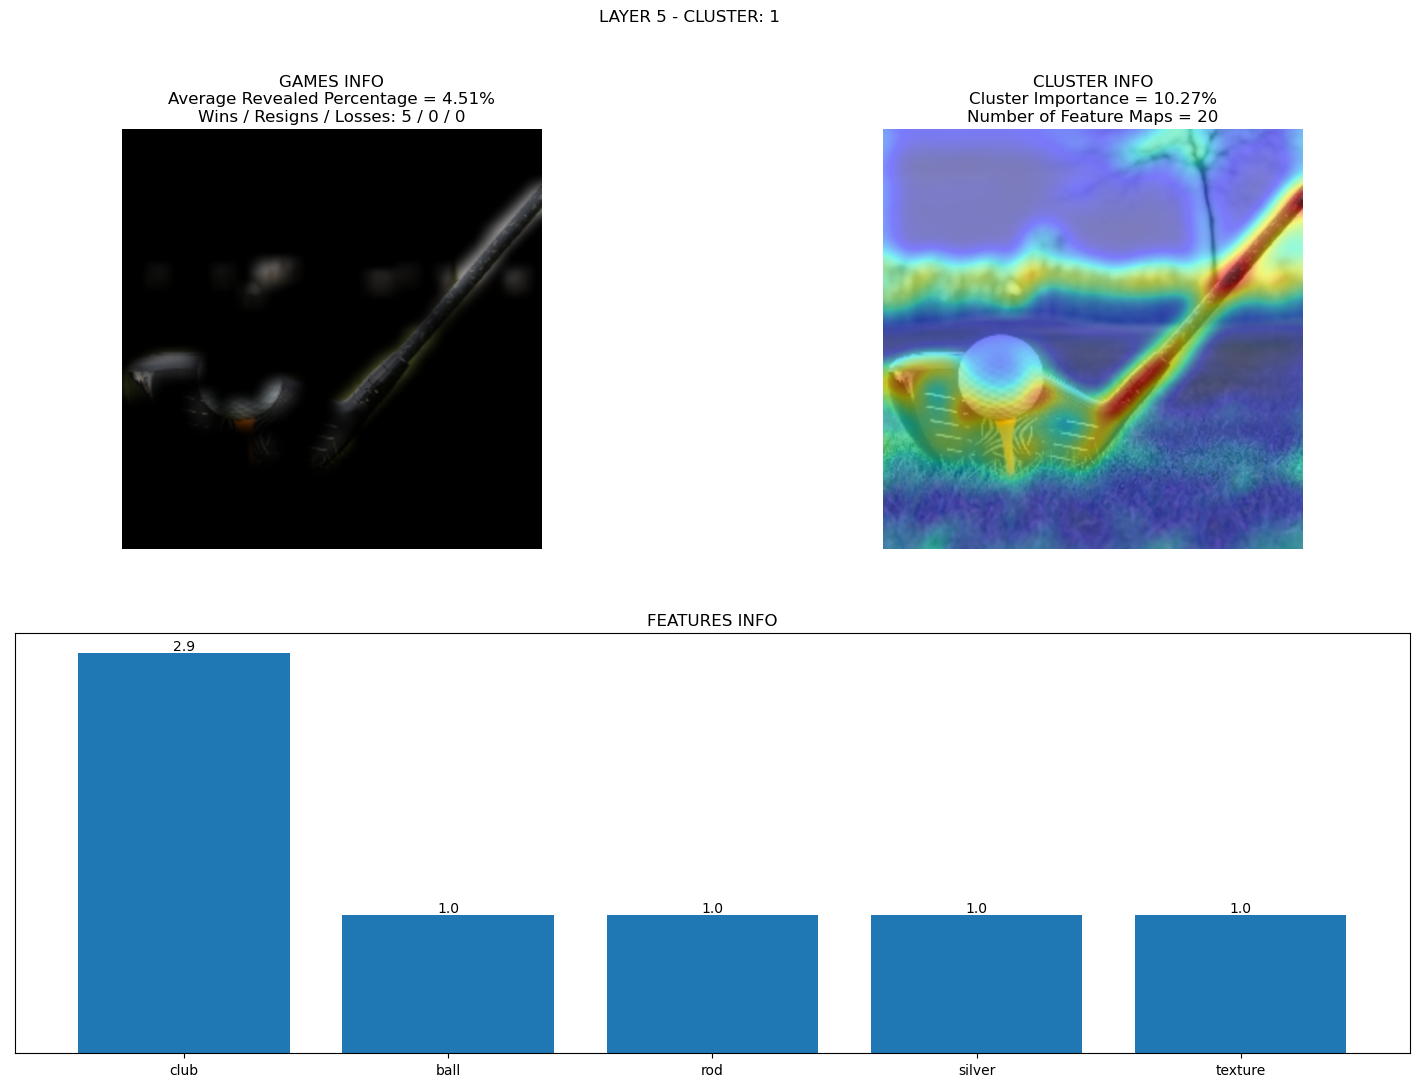 LAYER 5 - CLUSTER: 1
GAMES INFO
Average Revealed Percentage = 4.51%
Wins / Resigns / Losses: 5 / 0 / 0
CLUSTER INFO
Cluster Importance = 10.27%
Number of Feature Maps = 20
FEATURES INFO
2.9
1.0
1.0
1.0
1.0
club
ball
rod
silver
texture